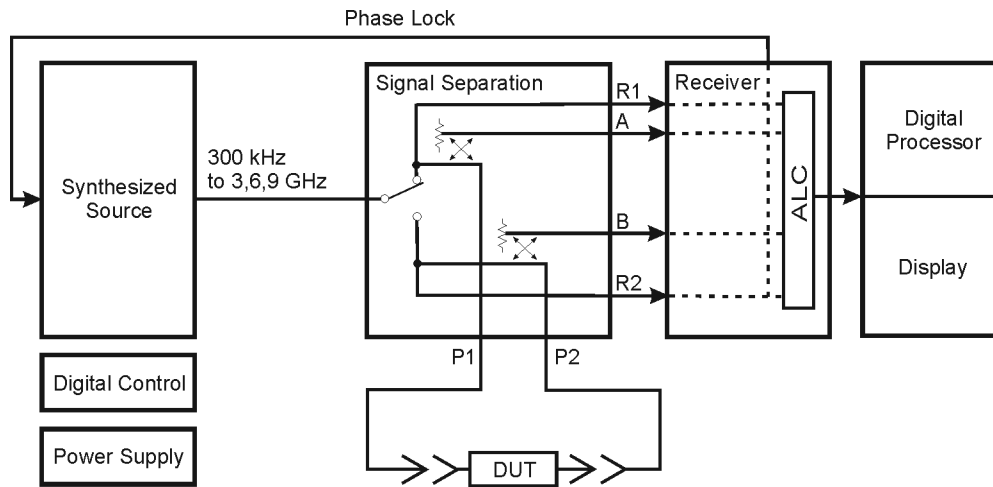 Phase Lock
Synthesized
Source
300 kHz
to 3,6,9 GHz
Signal Separation
R1
A
B
R2
Receiver
ALC
Digital
Processor
Display
P1
P2
Digital Control
Power Supply
DUT